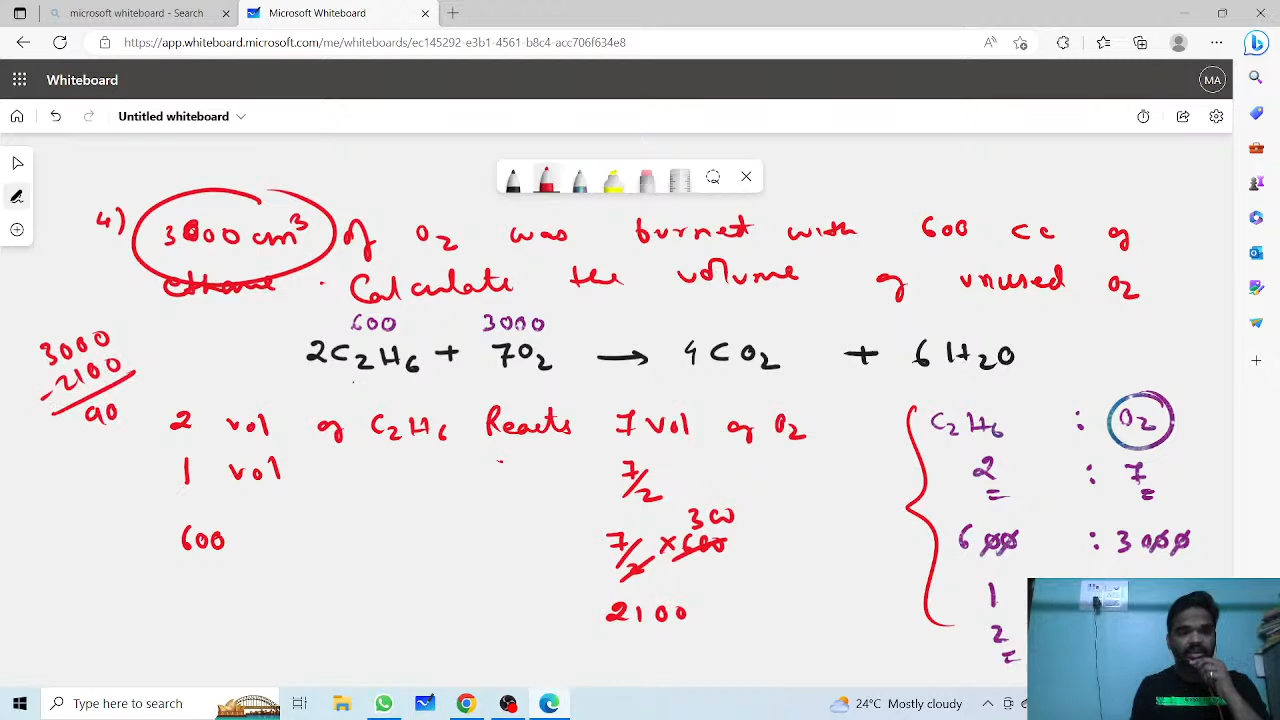 microsoft whiteboard - Search
Microsoft Whiteboard
https://app.whiteboard.microsoft.com/me/whiteboards/ec145292-e3b1-4561-b8c4-acc706f634e8
Whiteboard
MA
Untitled whiteboard
4) 3000 cm³ of O2 was burnet with 600 cc of
ethane . Calculate the volume of unused O2
600 3000
2C2H6 + 7O2 → 4CO2 + 6H2O
3000
-2100
90
2 vol of C2H6 Reacts 7 vol of O2
1 vol 7/2
600 7/2 × 600 300
2100
C2H6 : O2
2 : 7
600 : 3000
1
2
Type here to search
24°C Mostly cloudy